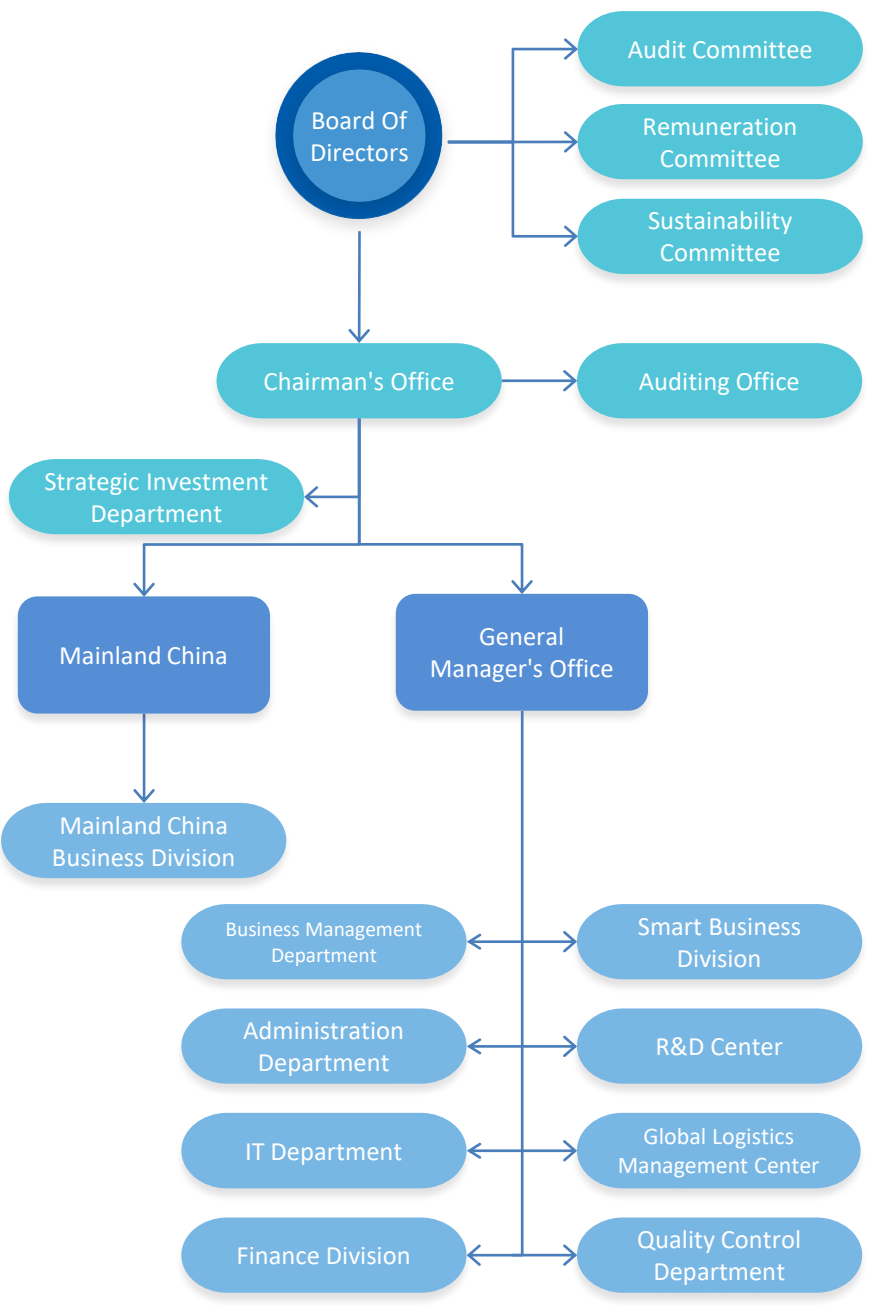 Board Of
Directors
Audit Committee
Remuneration
Committee
Sustainability
Committee
Chairman's Office
Auditing Office
Strategic Investment
Department
Mainland China
General
Manager's Office
Mainland China
Business Division
Business Management
Department
Smart Business
Division
Administration
Department
R&D Center
IT Department
Global Logistics
Management Center
Finance Division
Quality Control
Department